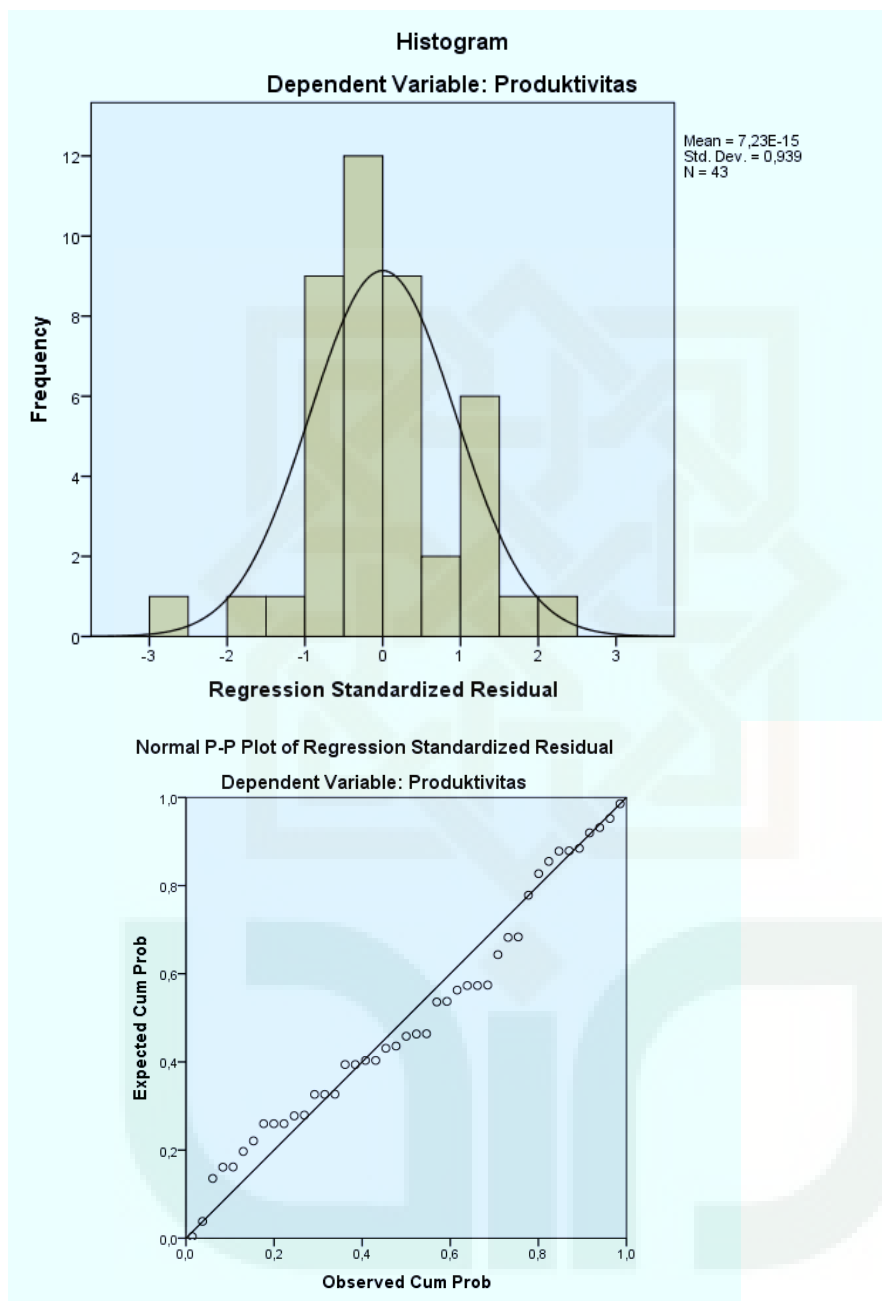 Histogram
Dependent Variable: Produktivitas
Mean = 7,23E-15
Std. Dev. = 0,939
N = 43
12
10
8
6
4
2
0
Frequency
-3 -2 -1 0 1 2 3
Regression Standardized Residual
Normal P-P Plot of Regression Standardized Residual
Dependent Variable: Produktivitas
1,0
0,8
0,6
0,4
0,2
0,0
Expected Cum Prob
0,0 0,2 0,4 0,6 0,8 1,0
Observed Cum Prob